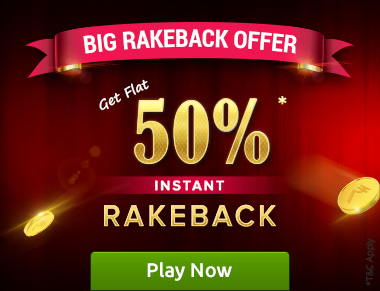 BIG RAKEBACK OFFER
Get Flat
50%*
INSTANT
RAKEBACK
Play Now
*T&C Apply